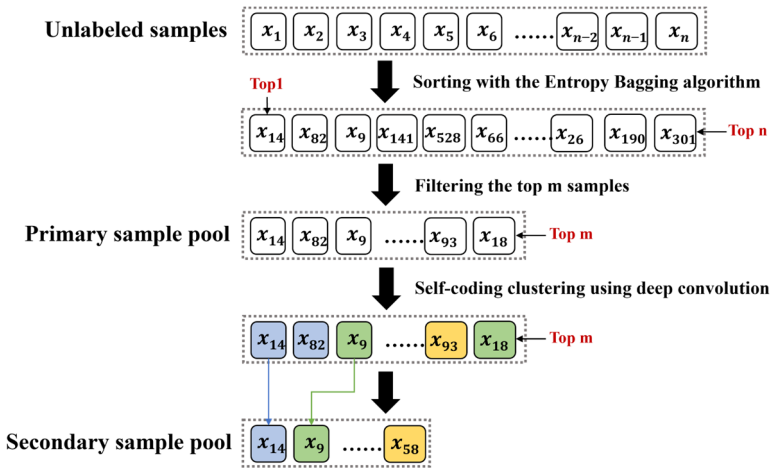 Unlabeled samples x₁ x₂ x₃ x₄ x₅ x₆ ...... xₙ₋₂ xₙ₋₁ xₙ
Sorting with the Entropy Bagging algorithm
Top1
x₁₄ x₈₂ x₉ x₁₄₁ x₅₂₈ x₆₆ ...... x₂₆ x₁₉₀ x₃₀₁ Top n
Filtering the top m samples
Primary sample pool x₁₄ x₈₂ x₉ ...... x₉₃ x₁₈ Top m
Self-coding clustering using deep convolution
x₁₄ x₈₂ x₉ ...... x₉₃ x₁₈ Top m
Secondary sample pool x₁₄ x₉ ...... x₅₈